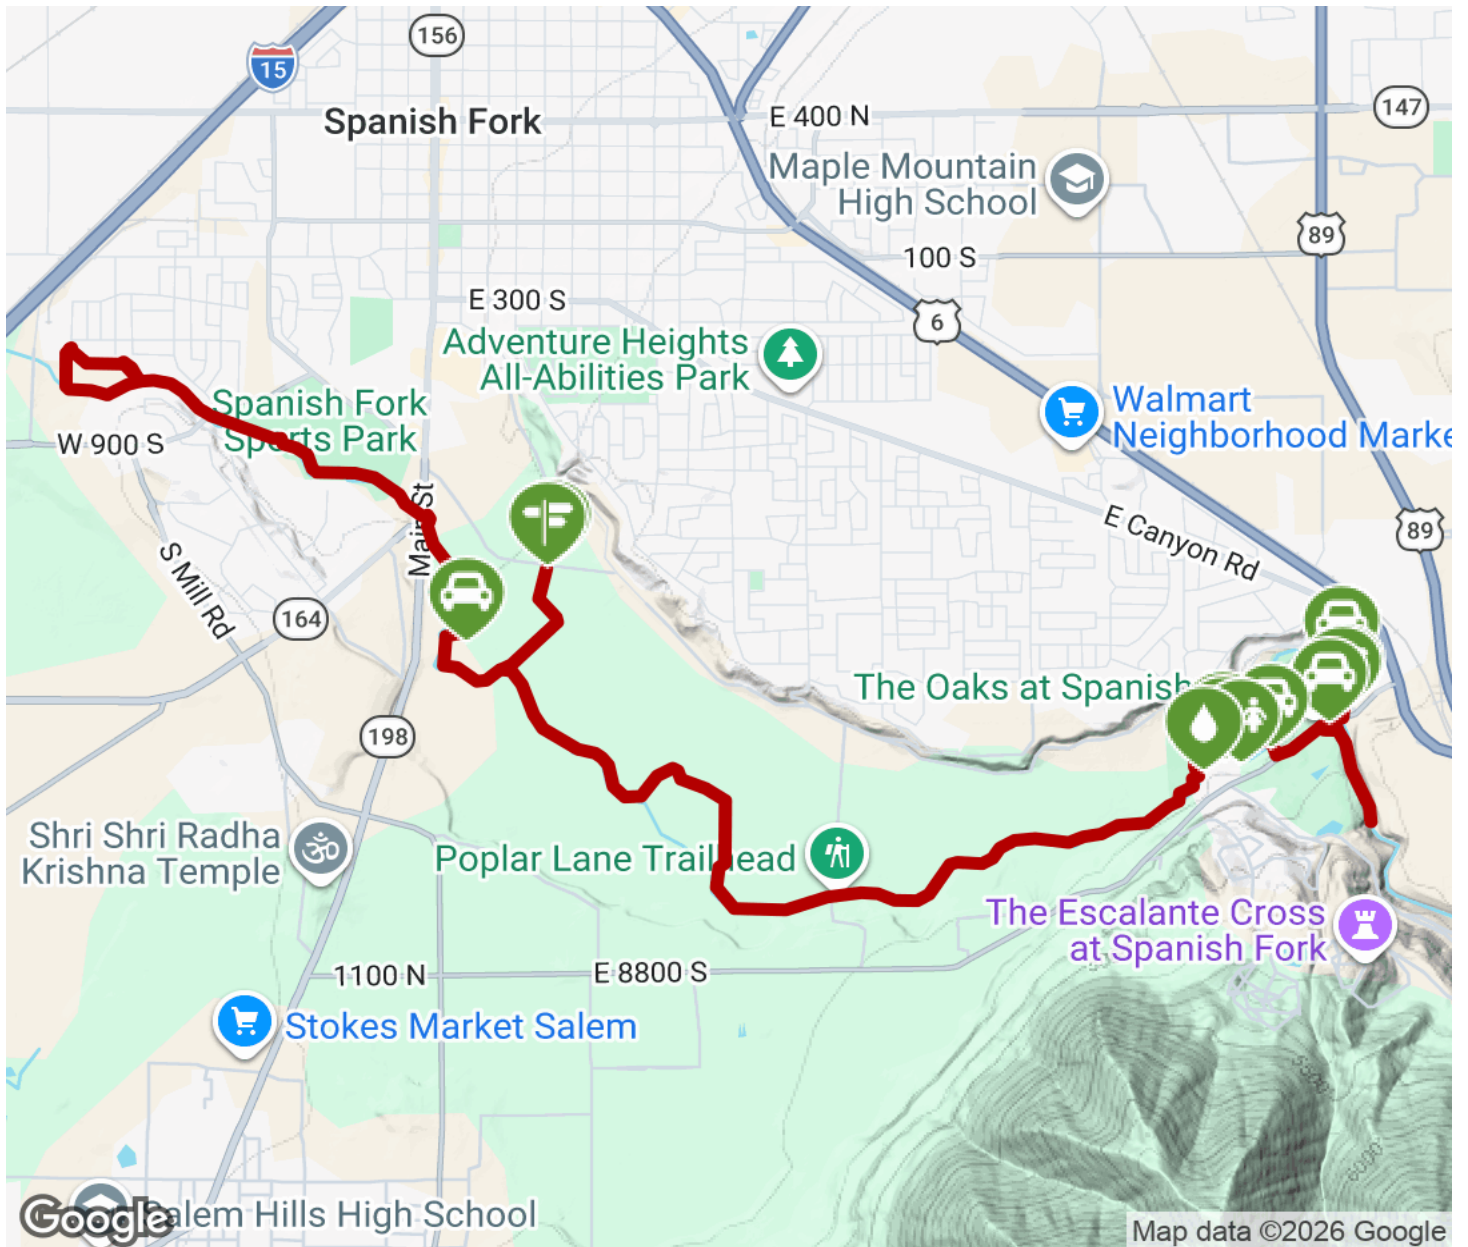 156
15
Spanish Fork
E 400 N
147
Maple Mountain
High School
89
100 S
E 300 S
6
Adventure Heights
All-Abilities Park
Walmart
Neighborhood Marke
Spanish Fork
Sports Park
W 900 S
Main St
E Canyon Rd
89
S Mill Rd
164
The Oaks at Spanish
198
Shri Shri Radha
Krishna Temple
Poplar Lane Trailhead
The Escalante Cross
at Spanish Fork
1100 N
E 8800 S
Stokes Market Salem
5500'
6000'
Salem Hills High School
Google
Map data ©2026 Google